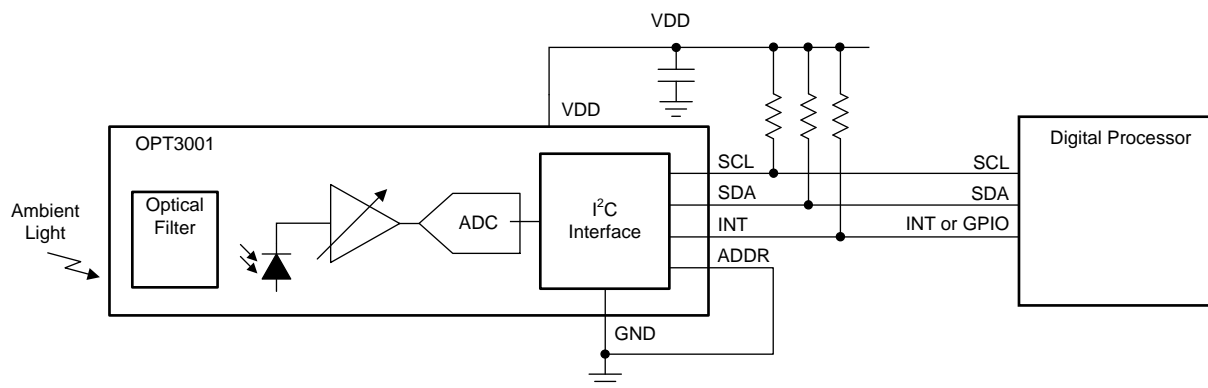 VDD
VDD
OPT3001
Digital Processor
SCL
SCL
Optical
Filter
SDA
SDA
Ambient
Light
ADC
I²C
Interface
INT
INT or GPIO
ADDR
GND